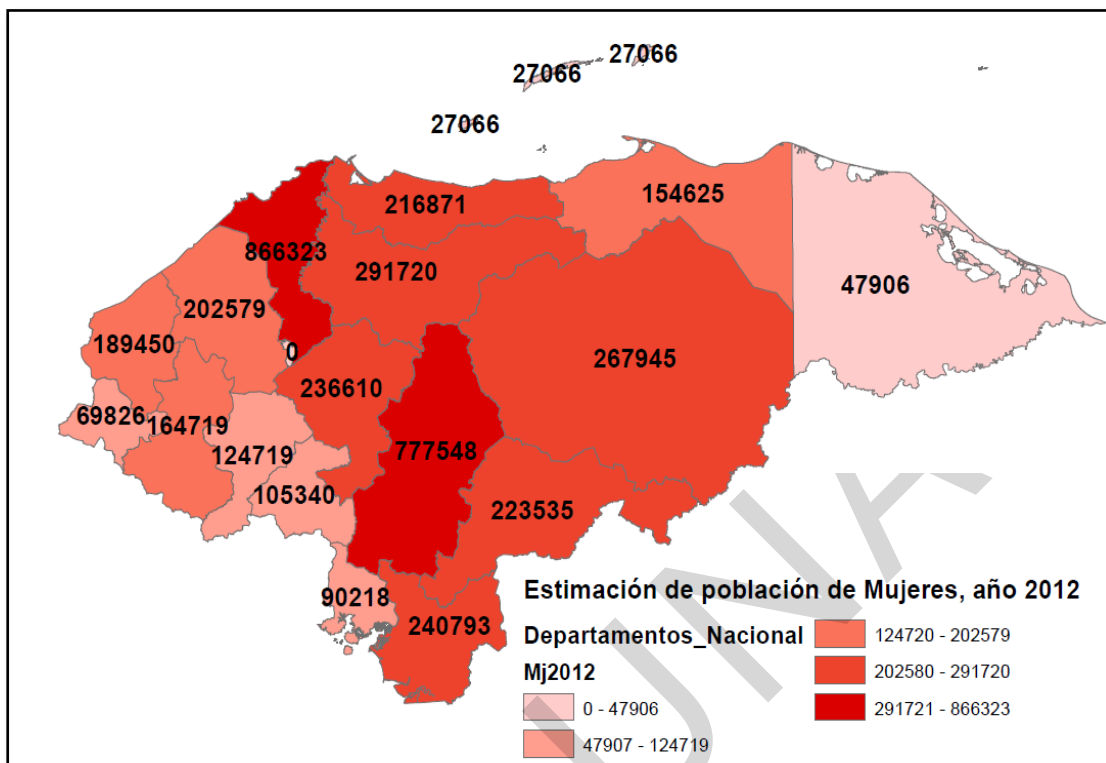 27066
27066
27066
216871
154625
866323
291720
47906
202579
189450
0
267945
236610
69826
164719
777548
124719
105340
223535
90218
240793
Estimación de población de Mujeres, año 2012
Departamentos_Nacional
Mj2012
0 - 47906
47907 - 124719
124720 - 202579
202580 - 291720
291721 - 866323
UNA